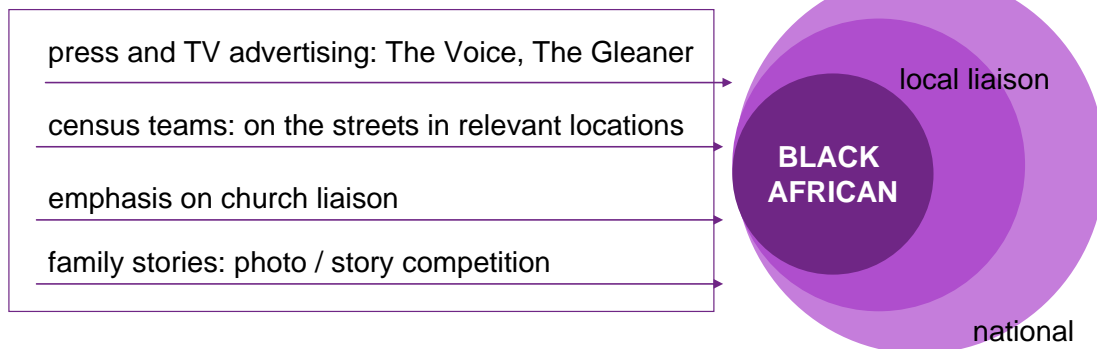 press and TV advertising: The Voice, The Gleaner
census teams: on the streets in relevant locations
emphasis on church liaison
family stories: photo / story competition
local liaison
BLACK
AFRICAN
national